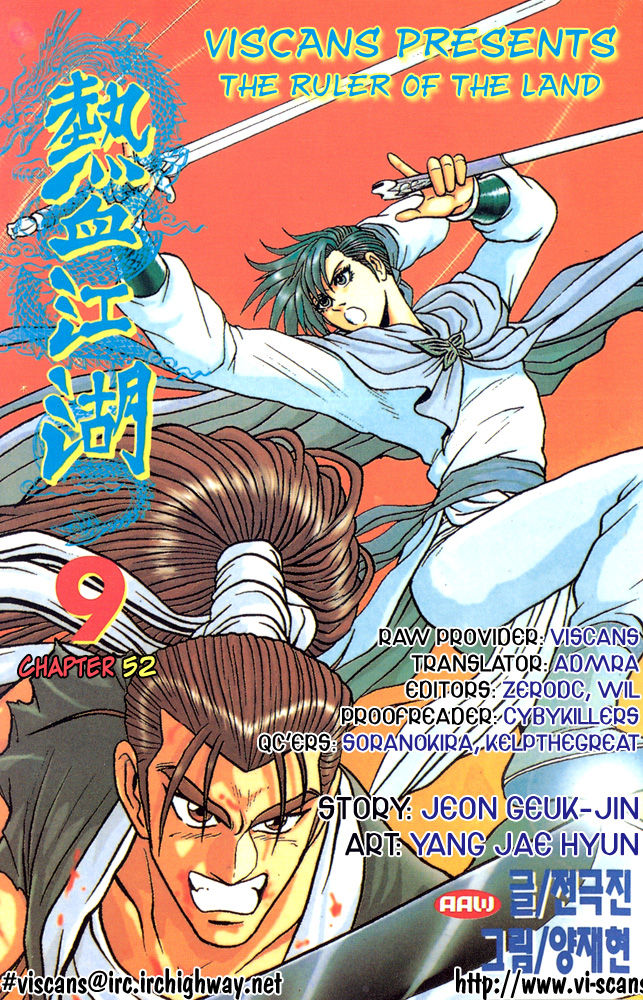 VISCANS PRESENTS
THE RULER OF THE LAND
熱血江湖
9
CHAPTER 52
RAW PROVIDER: VISCANS
TRANSLATOR: ADMRA
EDITORS: ZERODC, WIL
PROOFREADER: CYBYKILLERS
QC'ERS: SORANOKIRA, KELPTHEGREAT
STORY: JEON GEUK-JIN
ART: YANG JAE HYUN
AAW 글/전극진
그림/양재현
#viscans@irc.irchighway.net
http://www.vi-scan